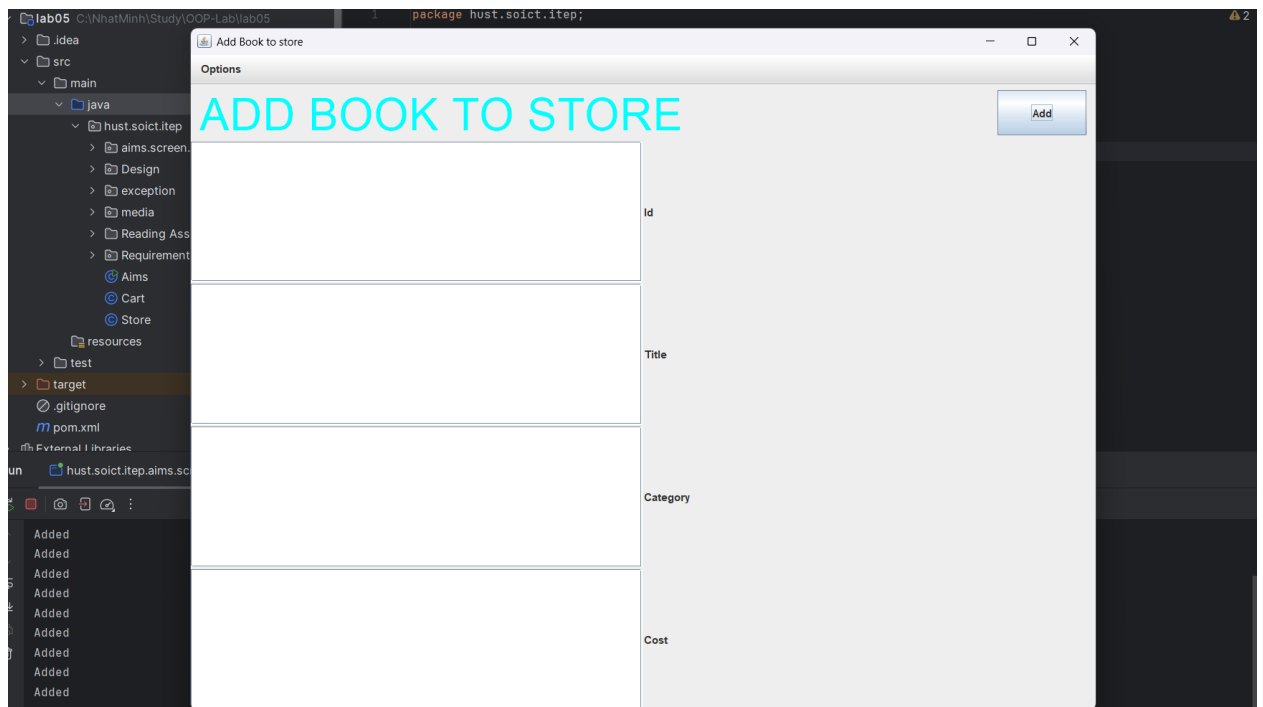 lab05 C:\NhatMinh\Study\OOP-Lab\lab05
1 package hust.soict.itep;
2
.idea
src
main
java
hust.soict.itep
aims.screen.
Design
exception
media
Reading Ass
Requirement
Aims
Cart
Store
resources
test
target
.gitignore
pom.xml
External Libraries
un hust.soict.itep.aims.sc
Added
Added
Added
Added
Added
Added
Added
Added
Added
Add Book to store
Options
ADD BOOK TO STORE
Add
Id
Title
Category
Cost